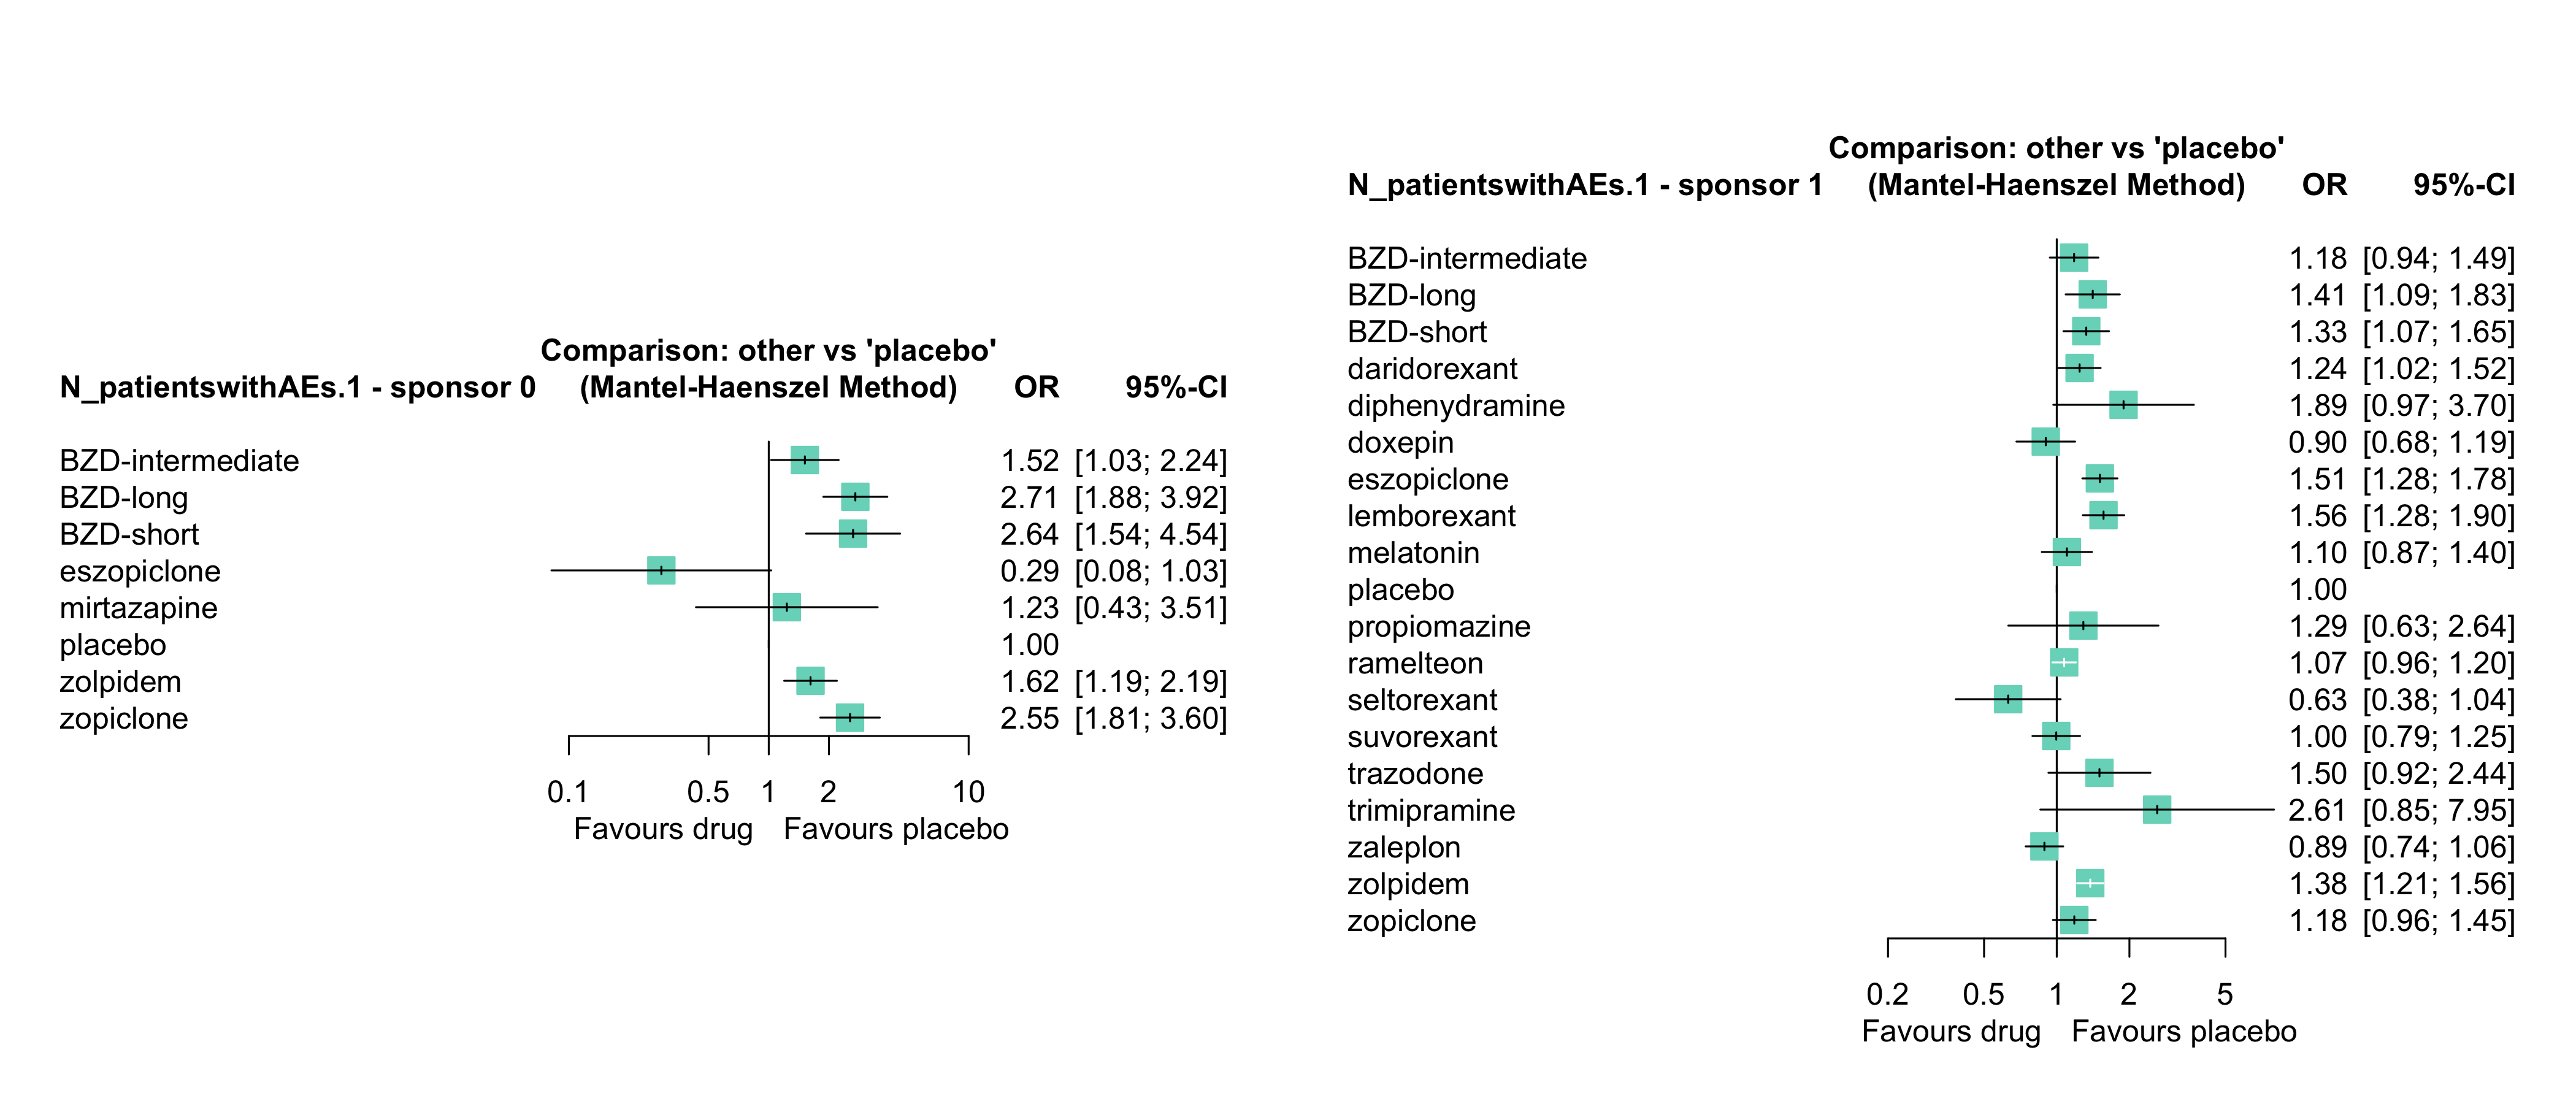 Comparison: other vs 'placebo'
N_patientswithAEs.1 - sponsor 0 (Mantel-Haenszel Method) OR 95%-CI
BZD-intermediate 1.52 [1.03; 2.24]
BZD-long 2.71 [1.88; 3.92]
BZD-short 2.64 [1.54; 4.54]
eszopiclone 0.29 [0.08; 1.03]
mirtazapine 1.23 [0.43; 3.51]
placebo 1.00
zolpidem 1.62 [1.19; 2.19]
zopiclone 2.55 [1.81; 3.60]
0.1 0.5 1 2 10
Favours drug Favours placebo
Comparison: other vs 'placebo'
N_patientswithAEs.1 - sponsor 1 (Mantel-Haenszel Method) OR 95%-CI
BZD-intermediate 1.18 [0.94; 1.49]
BZD-long 1.41 [1.09; 1.83]
BZD-short 1.33 [1.07; 1.65]
daridorexant 1.24 [1.02; 1.52]
diphenydramine 1.89 [0.97; 3.70]
doxepin 0.90 [0.68; 1.19]
eszopiclone 1.51 [1.28; 1.78]
lemborexant 1.56 [1.28; 1.90]
melatonin 1.10 [0.87; 1.40]
placebo 1.00
propiomazine 1.29 [0.63; 2.64]
ramelteon 1.07 [0.96; 1.20]
seltorexant 0.63 [0.38; 1.04]
suvorexant 1.00 [0.79; 1.25]
trazodone 1.50 [0.92; 2.44]
trimipramine 2.61 [0.85; 7.95]
zaleplon 0.89 [0.74; 1.06]
zolpidem 1.38 [1.21; 1.56]
zopiclone 1.18 [0.96; 1.45]
0.2 0.5 1 2 5
Favours drug Favours placebo